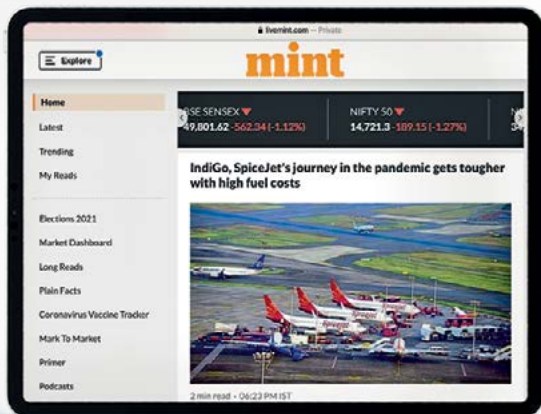 livemint.com — Private
Explore
mint
Home
Latest
Trending
My Reads
Elections 2021
Market Dashboard
Long Reads
Plain Facts
Coronavirus Vaccine Tracker
Mark To Market
Primer
Podcasts
BSE SENSEX ▼
49,801.62 -562.34 (-1.12%)
NIFTY 50 ▼
14,721.3 -189.15 (-1.27%)
IndiGo, SpiceJet's journey in the pandemic gets tougher
with high fuel costs
2 min read • 06:23 PM IST